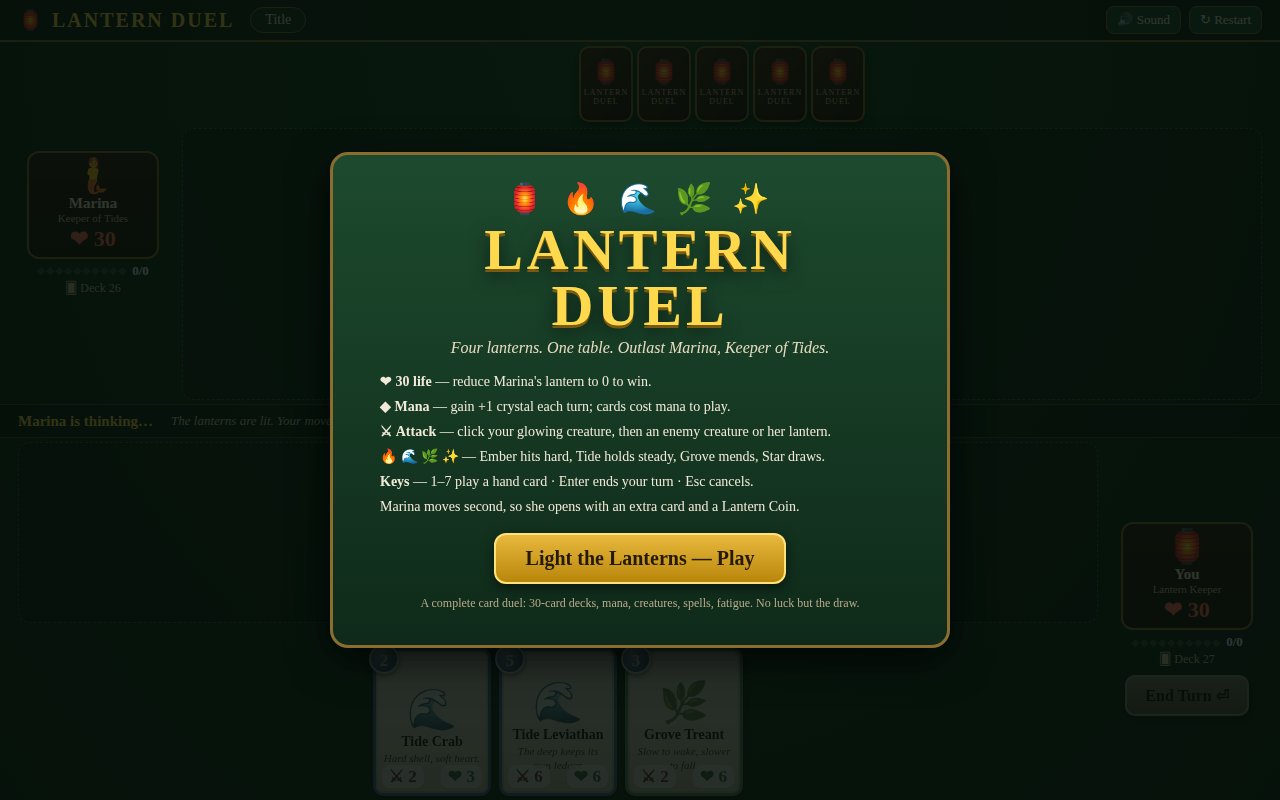 LANTERN DUEL Title 🔊 Sound ↻ Restart
LANTERN DUEL
LANTERN DUEL
LANTERN DUEL
LANTERN DUEL
LANTERN DUEL
Marina
Keeper of Tides
❤ 30
0/0
Deck 26
LANTERN
DUEL
Four lanterns. One table. Outlast Marina, Keeper of Tides.
❤ 30 life — reduce Marina's lantern to 0 to win.
◆ Mana — gain +1 crystal each turn; cards cost mana to play.
⚔ Attack — click your glowing creature, then an enemy creature or her lantern.
🔥 🌊 🌿 ✨ — Ember hits hard, Tide holds steady, Grove mends, Star draws.
Keys — 1–7 play a hand card · Enter ends your turn · Esc cancels.
Marina moves second, so she opens with an extra card and a Lantern Coin.
Light the Lanterns — Play
A complete card duel: 30-card decks, mana, creatures, spells, fatigue. No luck but the draw.
Marina is thinking… The lanterns are lit. Your move
You
Lantern Keeper
❤ 30
0/0
Deck 27
End Turn ⏎
2
Tide Crab
Hard shell, soft heart.
⚔ 2 ❤ 3
5
Tide Leviathan
The deep keeps its
⚔ 6 ❤ 6
3
Grove Treant
Slow to wake, slower
to fall.
⚔ 2 ❤ 6